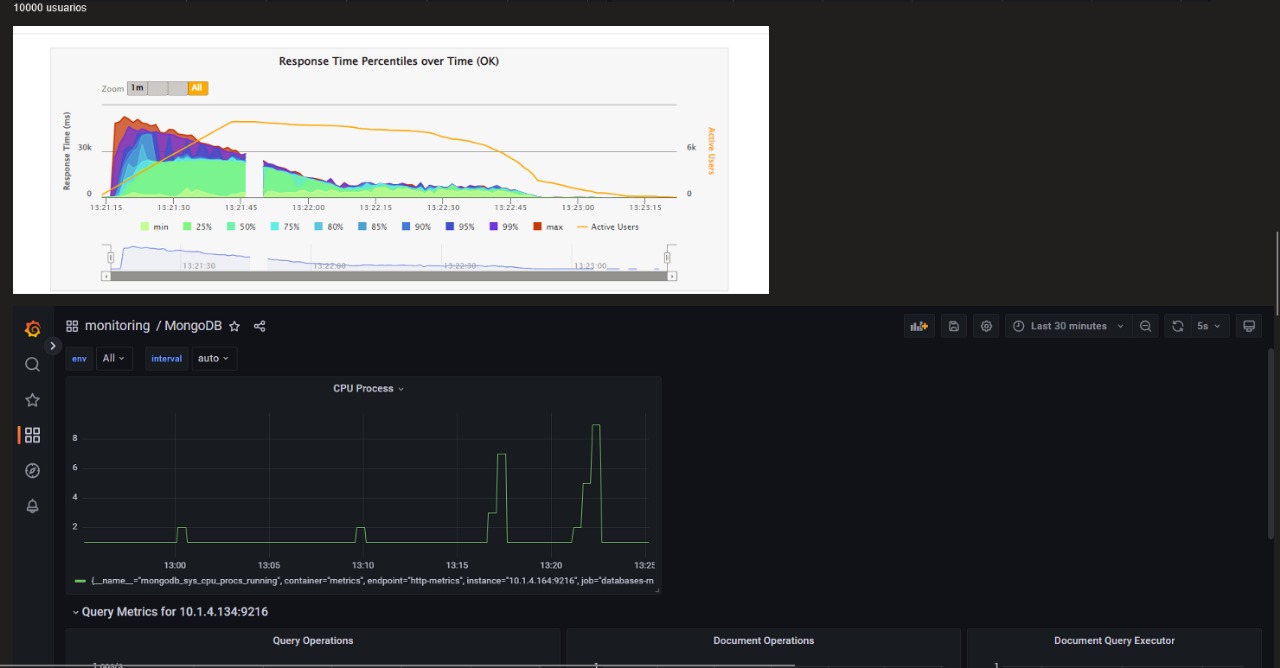 10000 usuarios
Response Time Percentiles over Time (OK)
Zoom 1m All
Response Time (ms)
30k
0
Active Users
6k
0
13:21:15 13:21:30 13:21:45 13:22:00 13:22:15 13:22:30 13:22:45 13:23:00 13:23:15
min 25% 50% 75% 80% 85% 90% 95% 99% max Active Users
13:21:30 13:22:00 13:22:30 13:23:00
monitoring / MongoDB
Last 30 minutes
5s
env All interval auto
CPU Process
8
6
4
2
13:00 13:05 13:10 13:15 13:20 13:25
{__name__="mongodb_sys_cpu_procs_running", container="metrics", endpoint="http-metrics", instance="10.1.4.164:9216", job="databases-m
Query Metrics for 10.1.4.134:9216
Query Operations Document Operations Document Query Executor
1 1